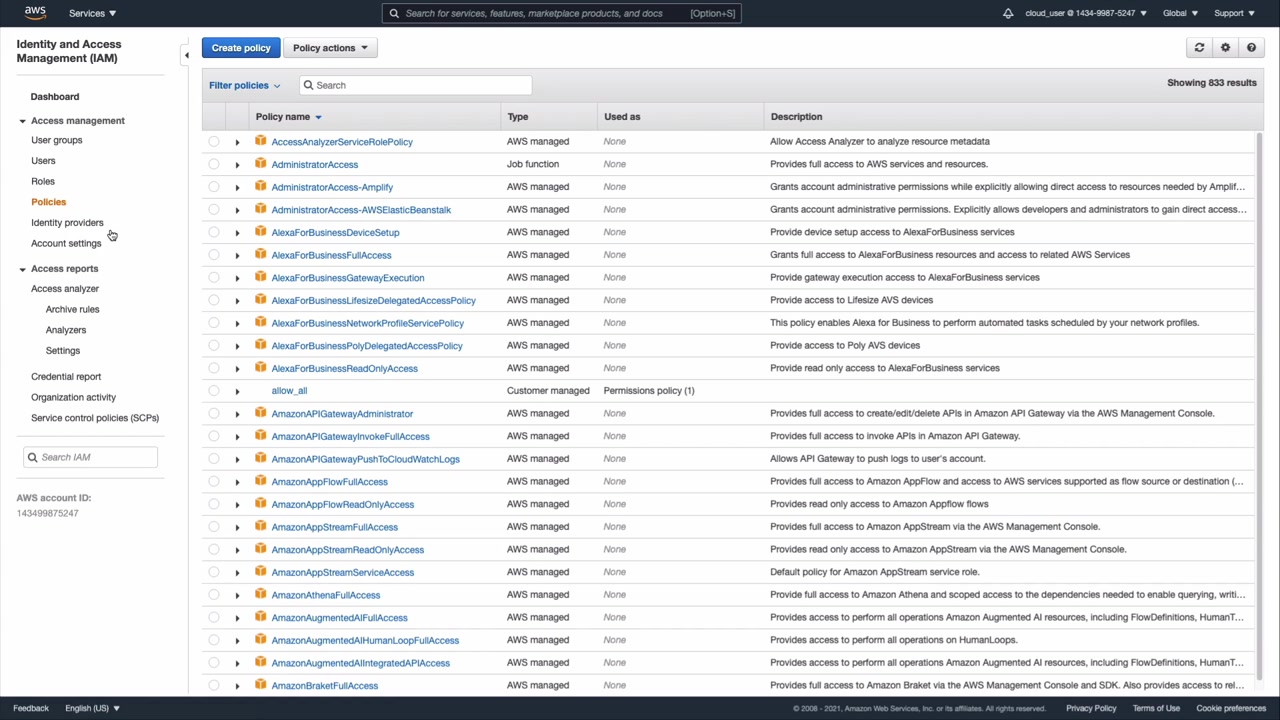 aws
Services
Search for services, features, marketplace products, and docs [Option+S]
cloud_user @ 1434-9987-5247
Global
Support
Identity and Access
Management (IAM)
Dashboard
Access management
User groups
Users
Roles
Policies
Identity providers
Account settings
Access reports
Access analyzer
Archive rules
Analyzers
Settings
Credential report
Organization activity
Service control policies (SCPs)
Search IAM
AWS account ID:
143499875247
Create policy Policy actions
Filter policies Search Showing 833 results
Policy name Type Used as Description
AccessAnalyzerServiceRolePolicy AWS managed None Allow Access Analyzer to analyze resource metadata
AdministratorAccess Job function None Provides full access to AWS services and resources.
AdministratorAccess-Amplify AWS managed None Grants account administrative permissions while explicitly allowing direct access to resources needed by Amplif...
AdministratorAccess-AWSElasticBeanstalk AWS managed None Grants account administrative permissions. Explicitly allows developers and administrators to gain direct access...
AlexaForBusinessDeviceSetup AWS managed None Provide device setup access to AlexaForBusiness services
AlexaForBusinessFullAccess AWS managed None Grants full access to AlexaForBusiness resources and access to related AWS Services
AlexaForBusinessGatewayExecution AWS managed None Provide gateway execution access to AlexaForBusiness services
AlexaForBusinessLifesizeDelegatedAccessPolicy AWS managed None Provide access to Lifesize AVS devices
AlexaForBusinessNetworkProfileServicePolicy AWS managed None This policy enables Alexa for Business to perform automated tasks scheduled by your network profiles.
AlexaForBusinessPolyDelegatedAccessPolicy AWS managed None Provide access to Poly AVS devices
AlexaForBusinessReadOnlyAccess AWS managed None Provide read only access to AlexaForBusiness services
allow_all Customer managed Permissions policy (1)
AmazonAPIGatewayAdministrator AWS managed None Provides full access to create/edit/delete APIs in Amazon API Gateway via the AWS Management Console.
AmazonAPIGatewayInvokeFullAccess AWS managed None Provides full access to invoke APIs in Amazon API Gateway.
AmazonAPIGatewayPushToCloudWatchLogs AWS managed None Allows API Gateway to push logs to user's account.
AmazonAppFlowFullAccess AWS managed None Provides full access to Amazon AppFlow and access to AWS services supported as flow source or destination (...
AmazonAppFlowReadOnlyAccess AWS managed None Provides read only access to Amazon Appflow flows
AmazonAppStreamFullAccess AWS managed None Provides full access to Amazon AppStream via the AWS Management Console.
AmazonAppStreamReadOnlyAccess AWS managed None Provides read only access to Amazon AppStream via the AWS Management Console.
AmazonAppStreamServiceAccess AWS managed None Default policy for Amazon AppStream service role.
AmazonAthenaFullAccess AWS managed None Provide full access to Amazon Athena and scoped access to the dependencies needed to enable querying, writi...
AmazonAugmentedAIFullAccess AWS managed None Provides access to perform all operations Amazon Augmented AI resources, including FlowDefinitions, HumanT...
AmazonAugmentedAIHumanLoopFullAccess AWS managed None Provides access to perform all operations on HumanLoops.
AmazonAugmentedAIIntegratedAPIAccess AWS managed None Provides access to perform all operations Amazon Augmented AI resources, including FlowDefinitions, HumanT...
AmazonBraketFullAccess AWS managed None Provides full access to Amazon Braket via the AWS Management Console and SDK. Also provides access to rel...
Feedback English (US) © 2008 - 2021, Amazon Web Services, Inc. or its affiliates. All rights reserved. Privacy Policy Terms of Use Cookie preferences